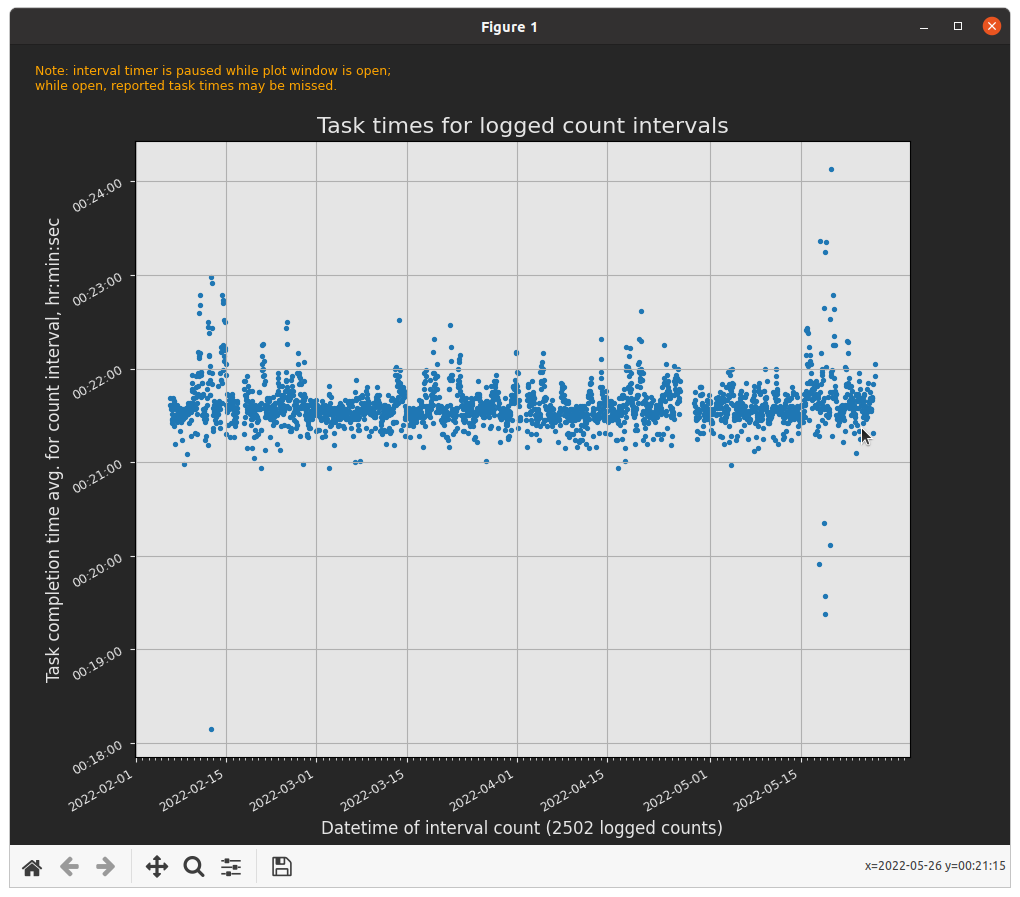 Figure 1
Note: interval timer is paused while plot window is open;
while open, reported task times may be missed.
Task times for logged count intervals
Task completion time avg. for count interval, hr:min:sec
00:24:00
00:23:00
00:22:00
00:21:00
00:20:00
00:19:00
00:18:00
2022-02-01
2022-02-15
2022-03-01
2022-03-15
2022-04-01
2022-04-15
2022-05-01
2022-05-15
Datetime of interval count (2502 logged counts)
x=2022-05-26 y=00:21:15